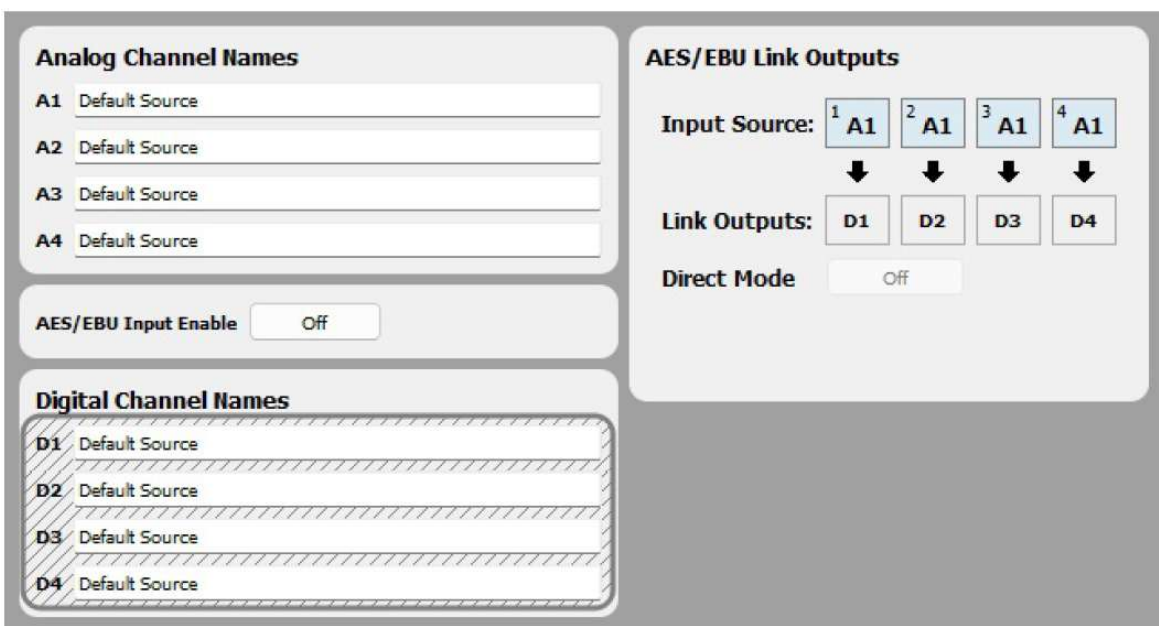 Analog Channel Names
A1 Default Source
A2 Default Source
A3 Default Source
A4 Default Source
AES/EBU Input Enable Off
Digital Channel Names
D1 Default Source
D2 Default Source
D3 Default Source
D4 Default Source
AES/EBU Link Outputs
Input Source: 1 A1 2 A1 3 A1 4 A1
Link Outputs: D1 D2 D3 D4
Direct Mode Off